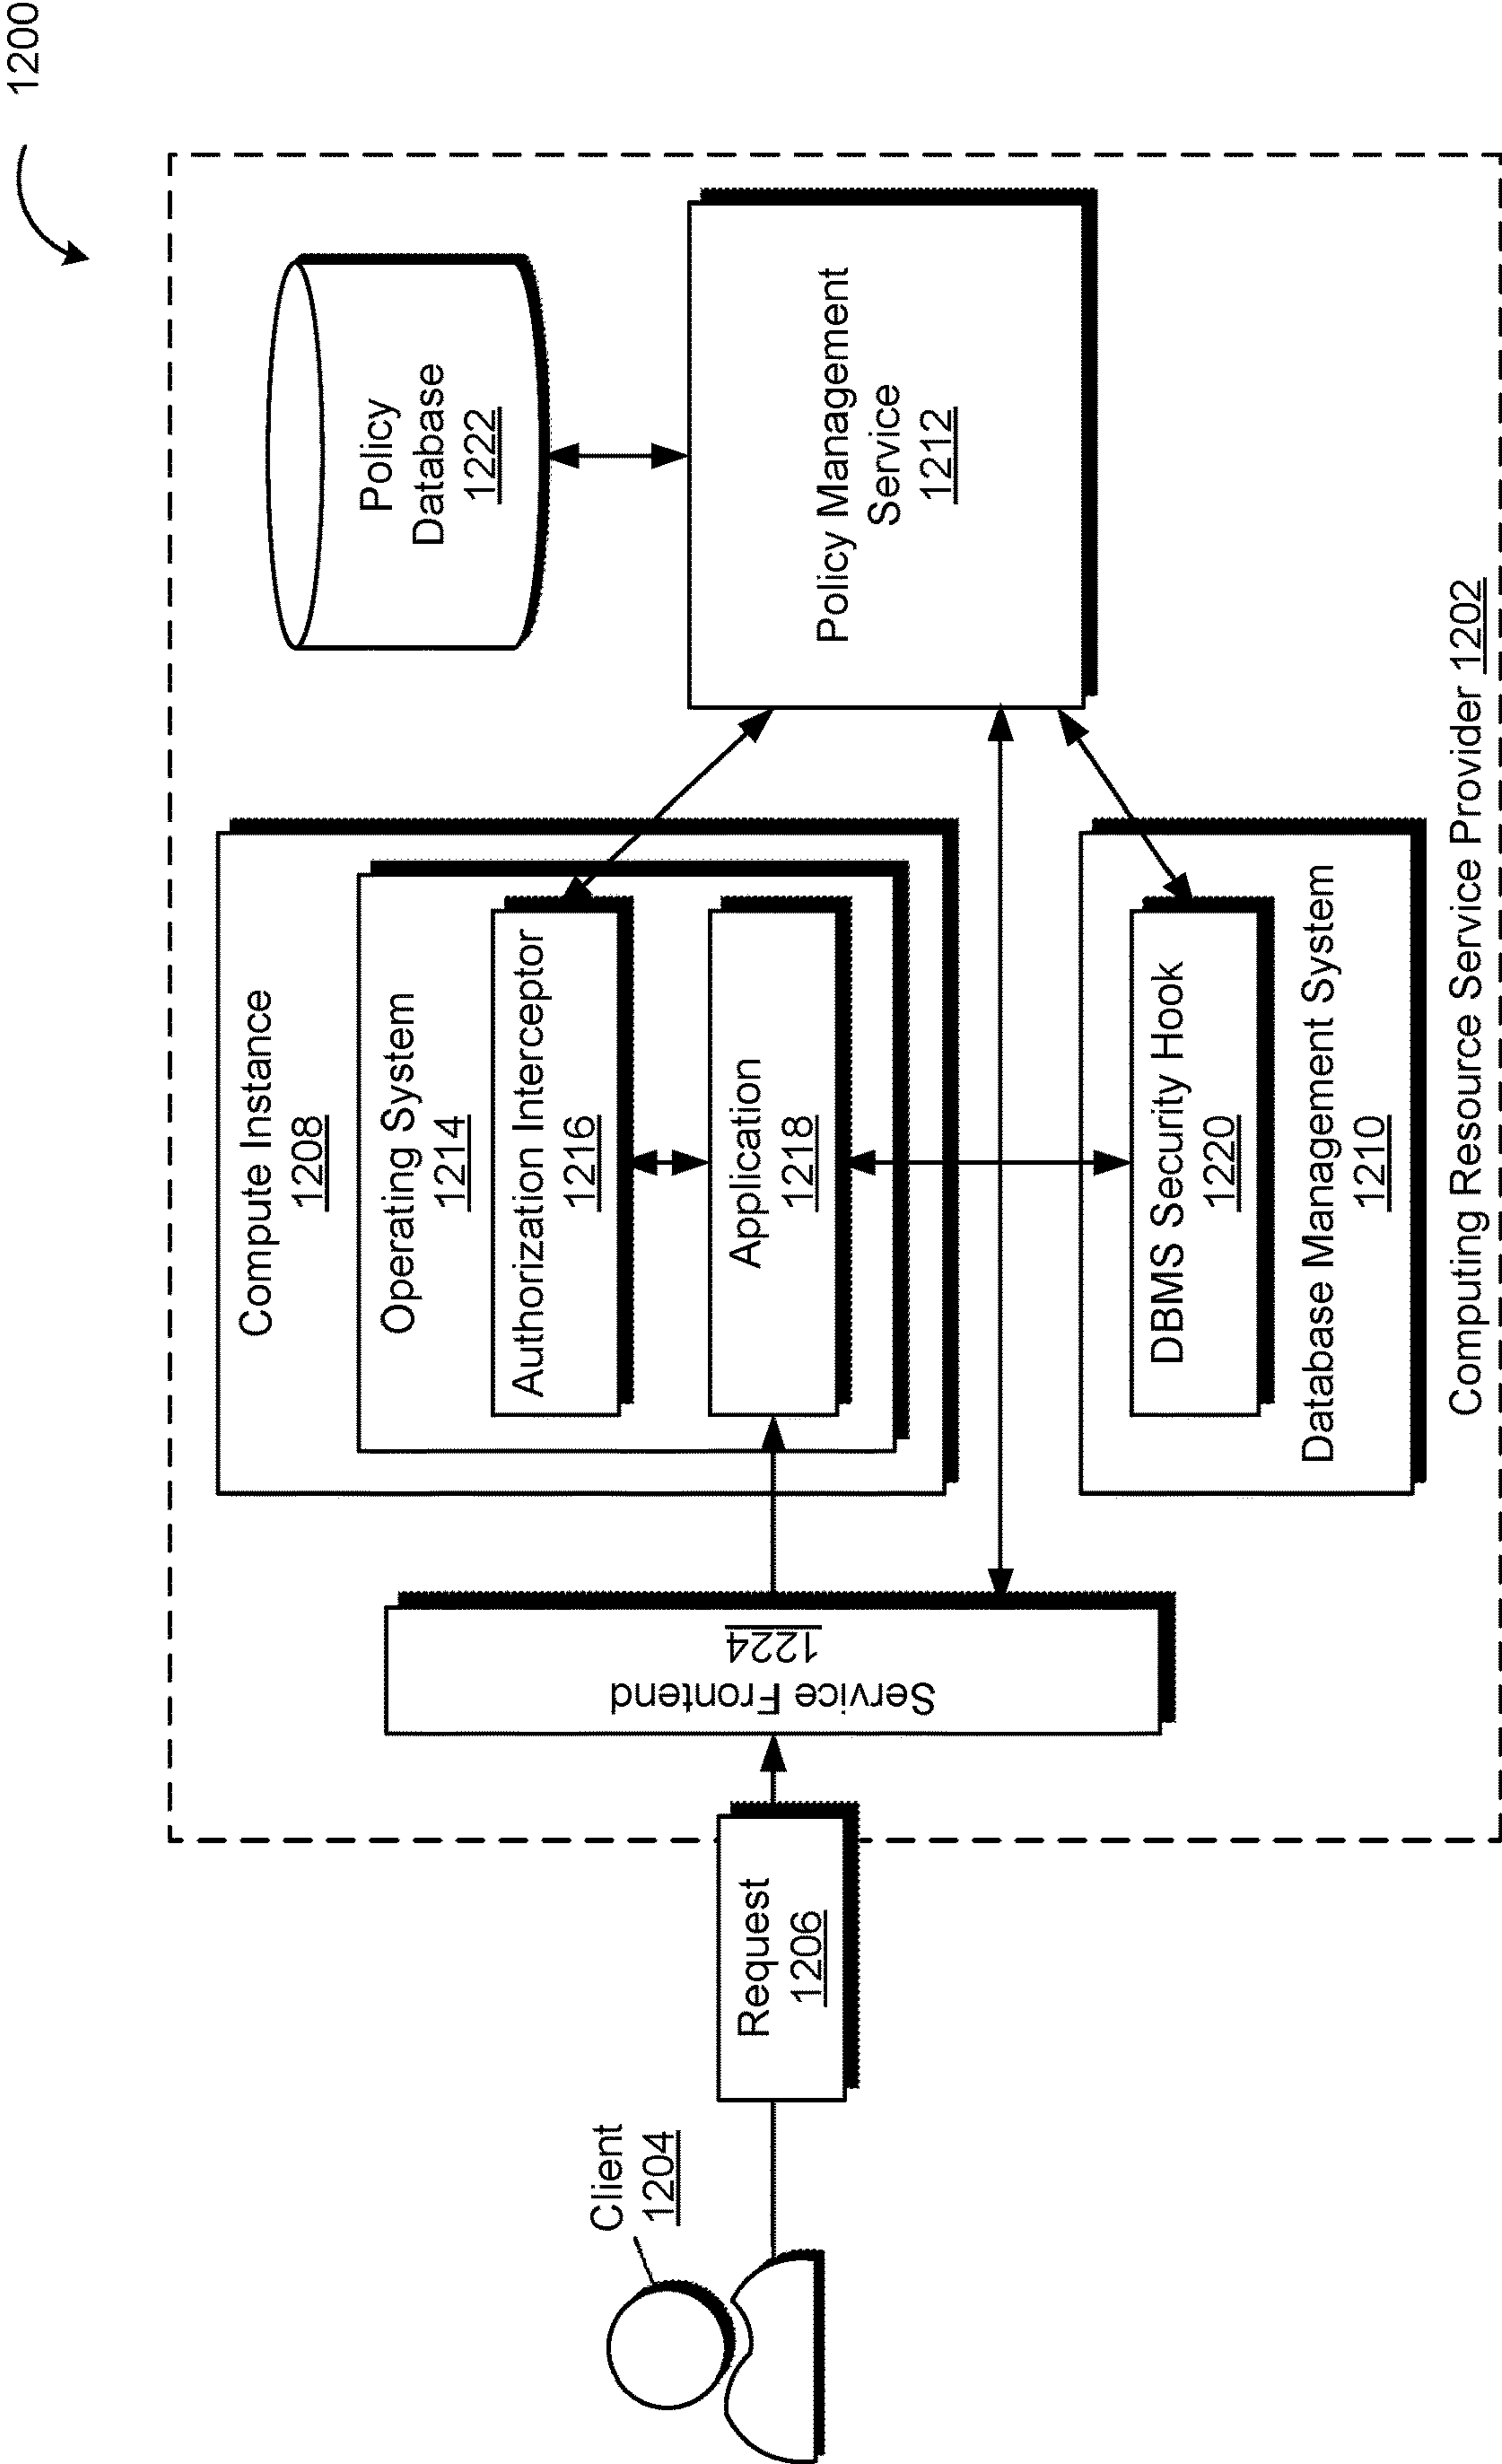 1200
Client
1204
Request
1206
Service Frontend
1224
Compute Instance
1208
Operating System
1214
Authorization Interceptor
1216
Application
1218
DBMS Security Hook
1220
Database Management System
1210
Policy
Database
1222
Policy Management
Service
1212
Computing Resource Service Provider 1202